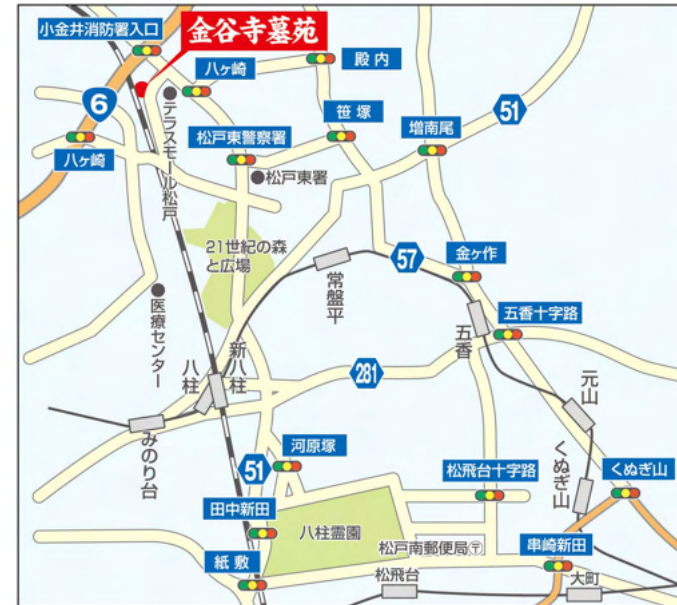 小金井消防署入口
金谷寺墓苑
八ヶ崎
殿内
6
テラスモール松戸
51
笹塚
増南尾
八ヶ崎
松戸東警察署
松戸東署
21世紀の森
と広場
常盤平
57
金ヶ作
医療センター
五香
五香十字路
八柱
新八柱
281
元山
みのり台
くぬぎ山
河原塚
51
松飛台十字路
くぬぎ山
田中新田
八柱霊園
松戸南郵便局〒
串崎新田
紙敷
松飛台
大町